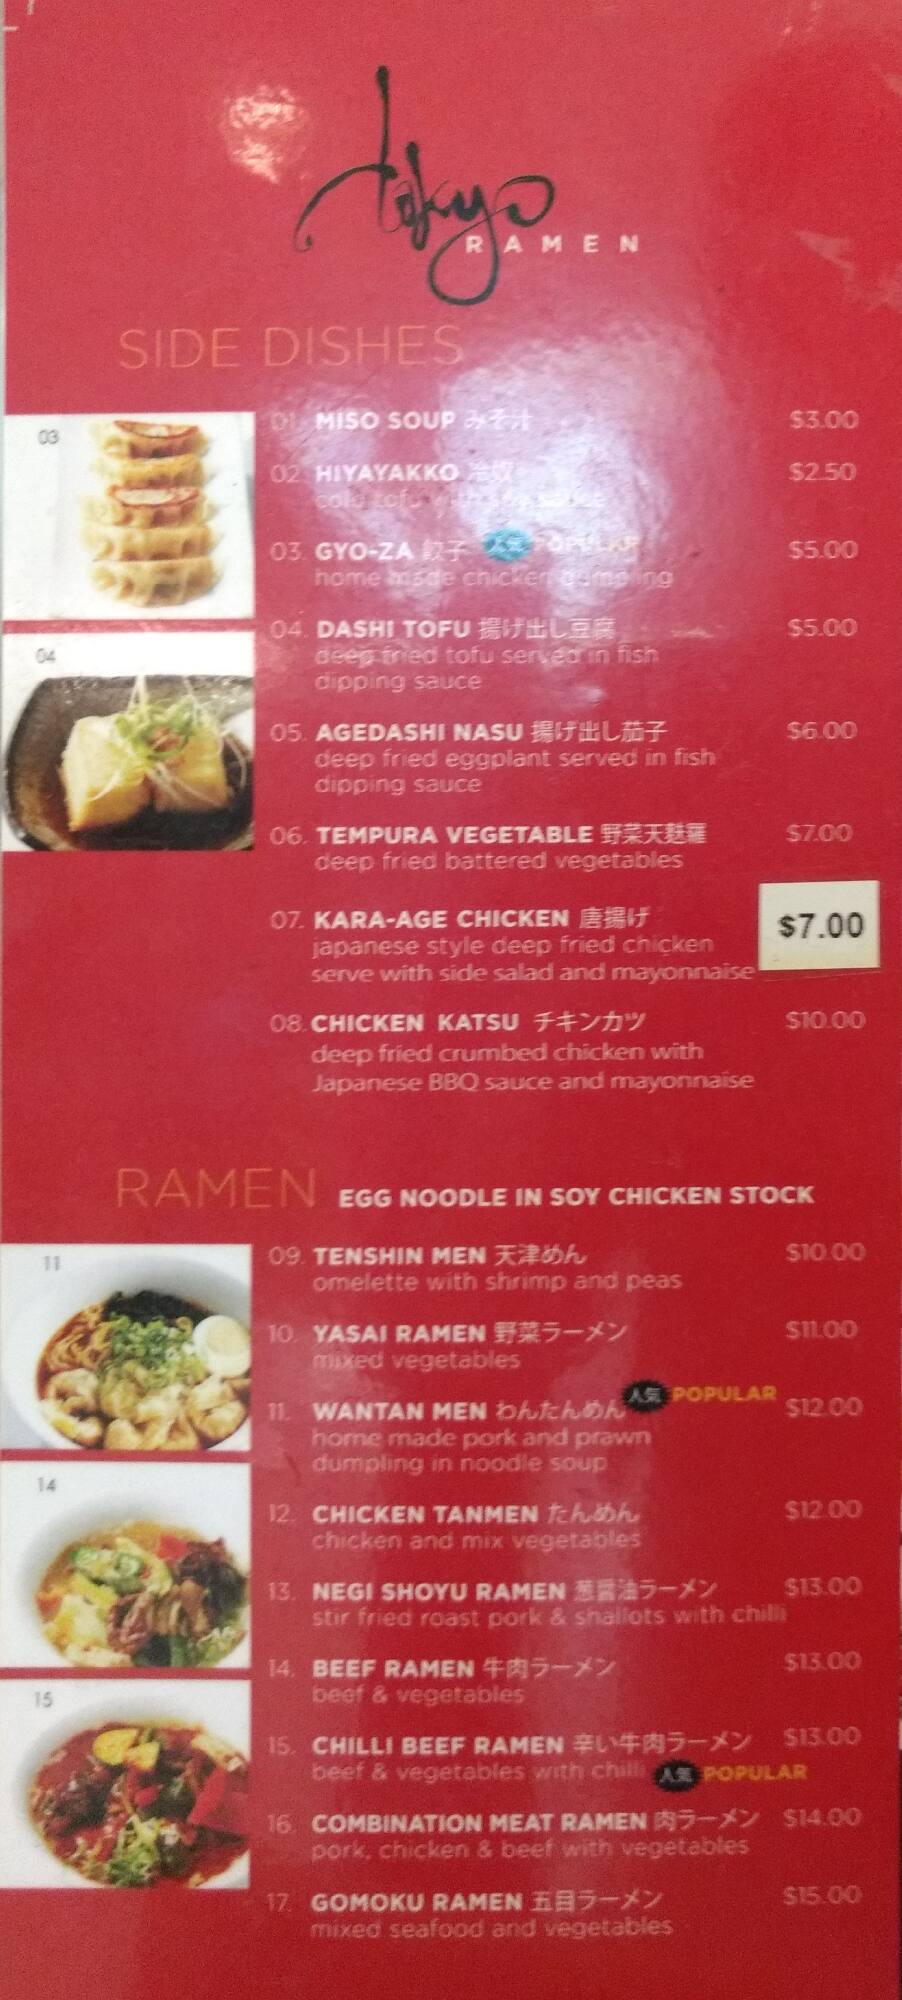 tokyo
RAMEN
SIDE DISHES
03
01. MISO SOUP みそ汁 $3.00
02. HIYAYAKKO 冷奴 $2.50
cold tofu with soy sauce
03. GYO-ZA 餃子 人気 POPULAR $5.00
home made chicken dumpling
04
04. DASHI TOFU 揚げ出し豆腐 $5.00
deep fried tofu served in fish
dipping sauce
05. AGEDASHI NASU 揚げ出し茄子 $6.00
deep fried eggplant served in fish
dipping sauce
06. TEMPURA VEGETABLE 野菜天麩羅 $7.00
deep fried battered vegetables
07. KARA-AGE CHICKEN 唐揚げ $7.00
japanese style deep fried chicken
serve with side salad and mayonnaise
08. CHICKEN KATSU チキンカツ $10.00
deep fried crumbed chicken with
Japanese BBQ sauce and mayonnaise
RAMEN EGG NOODLE IN SOY CHICKEN STOCK
11
09. TENSHIN MEN 天津めん $10.00
omelette with shrimp and peas
10. YASAI RAMEN 野菜ラーメン $11.00
mixed vegetables
11. WANTAN MEN わんたんめん 人気 POPULAR $12.00
home made pork and prawn
dumpling in noodle soup
14
12. CHICKEN TANMEN たんめん $12.00
chicken and mix vegetables
13. NEGI SHOYU RAMEN 葱醤油ラーメン $13.00
stir fried roast pork & shallots with chilli
14. BEEF RAMEN 牛肉ラーメン $13.00
beef & vegetables
15
15. CHILLI BEEF RAMEN 辛い牛肉ラーメン $13.00
beef & vegetables with chilli 人気 POPULAR
16. COMBINATION MEAT RAMEN 肉ラーメン $14.00
pork, chicken & beef with vegetables
17. GOMOKU RAMEN 五目ラーメン $15.00
mixed seafood and vegetables